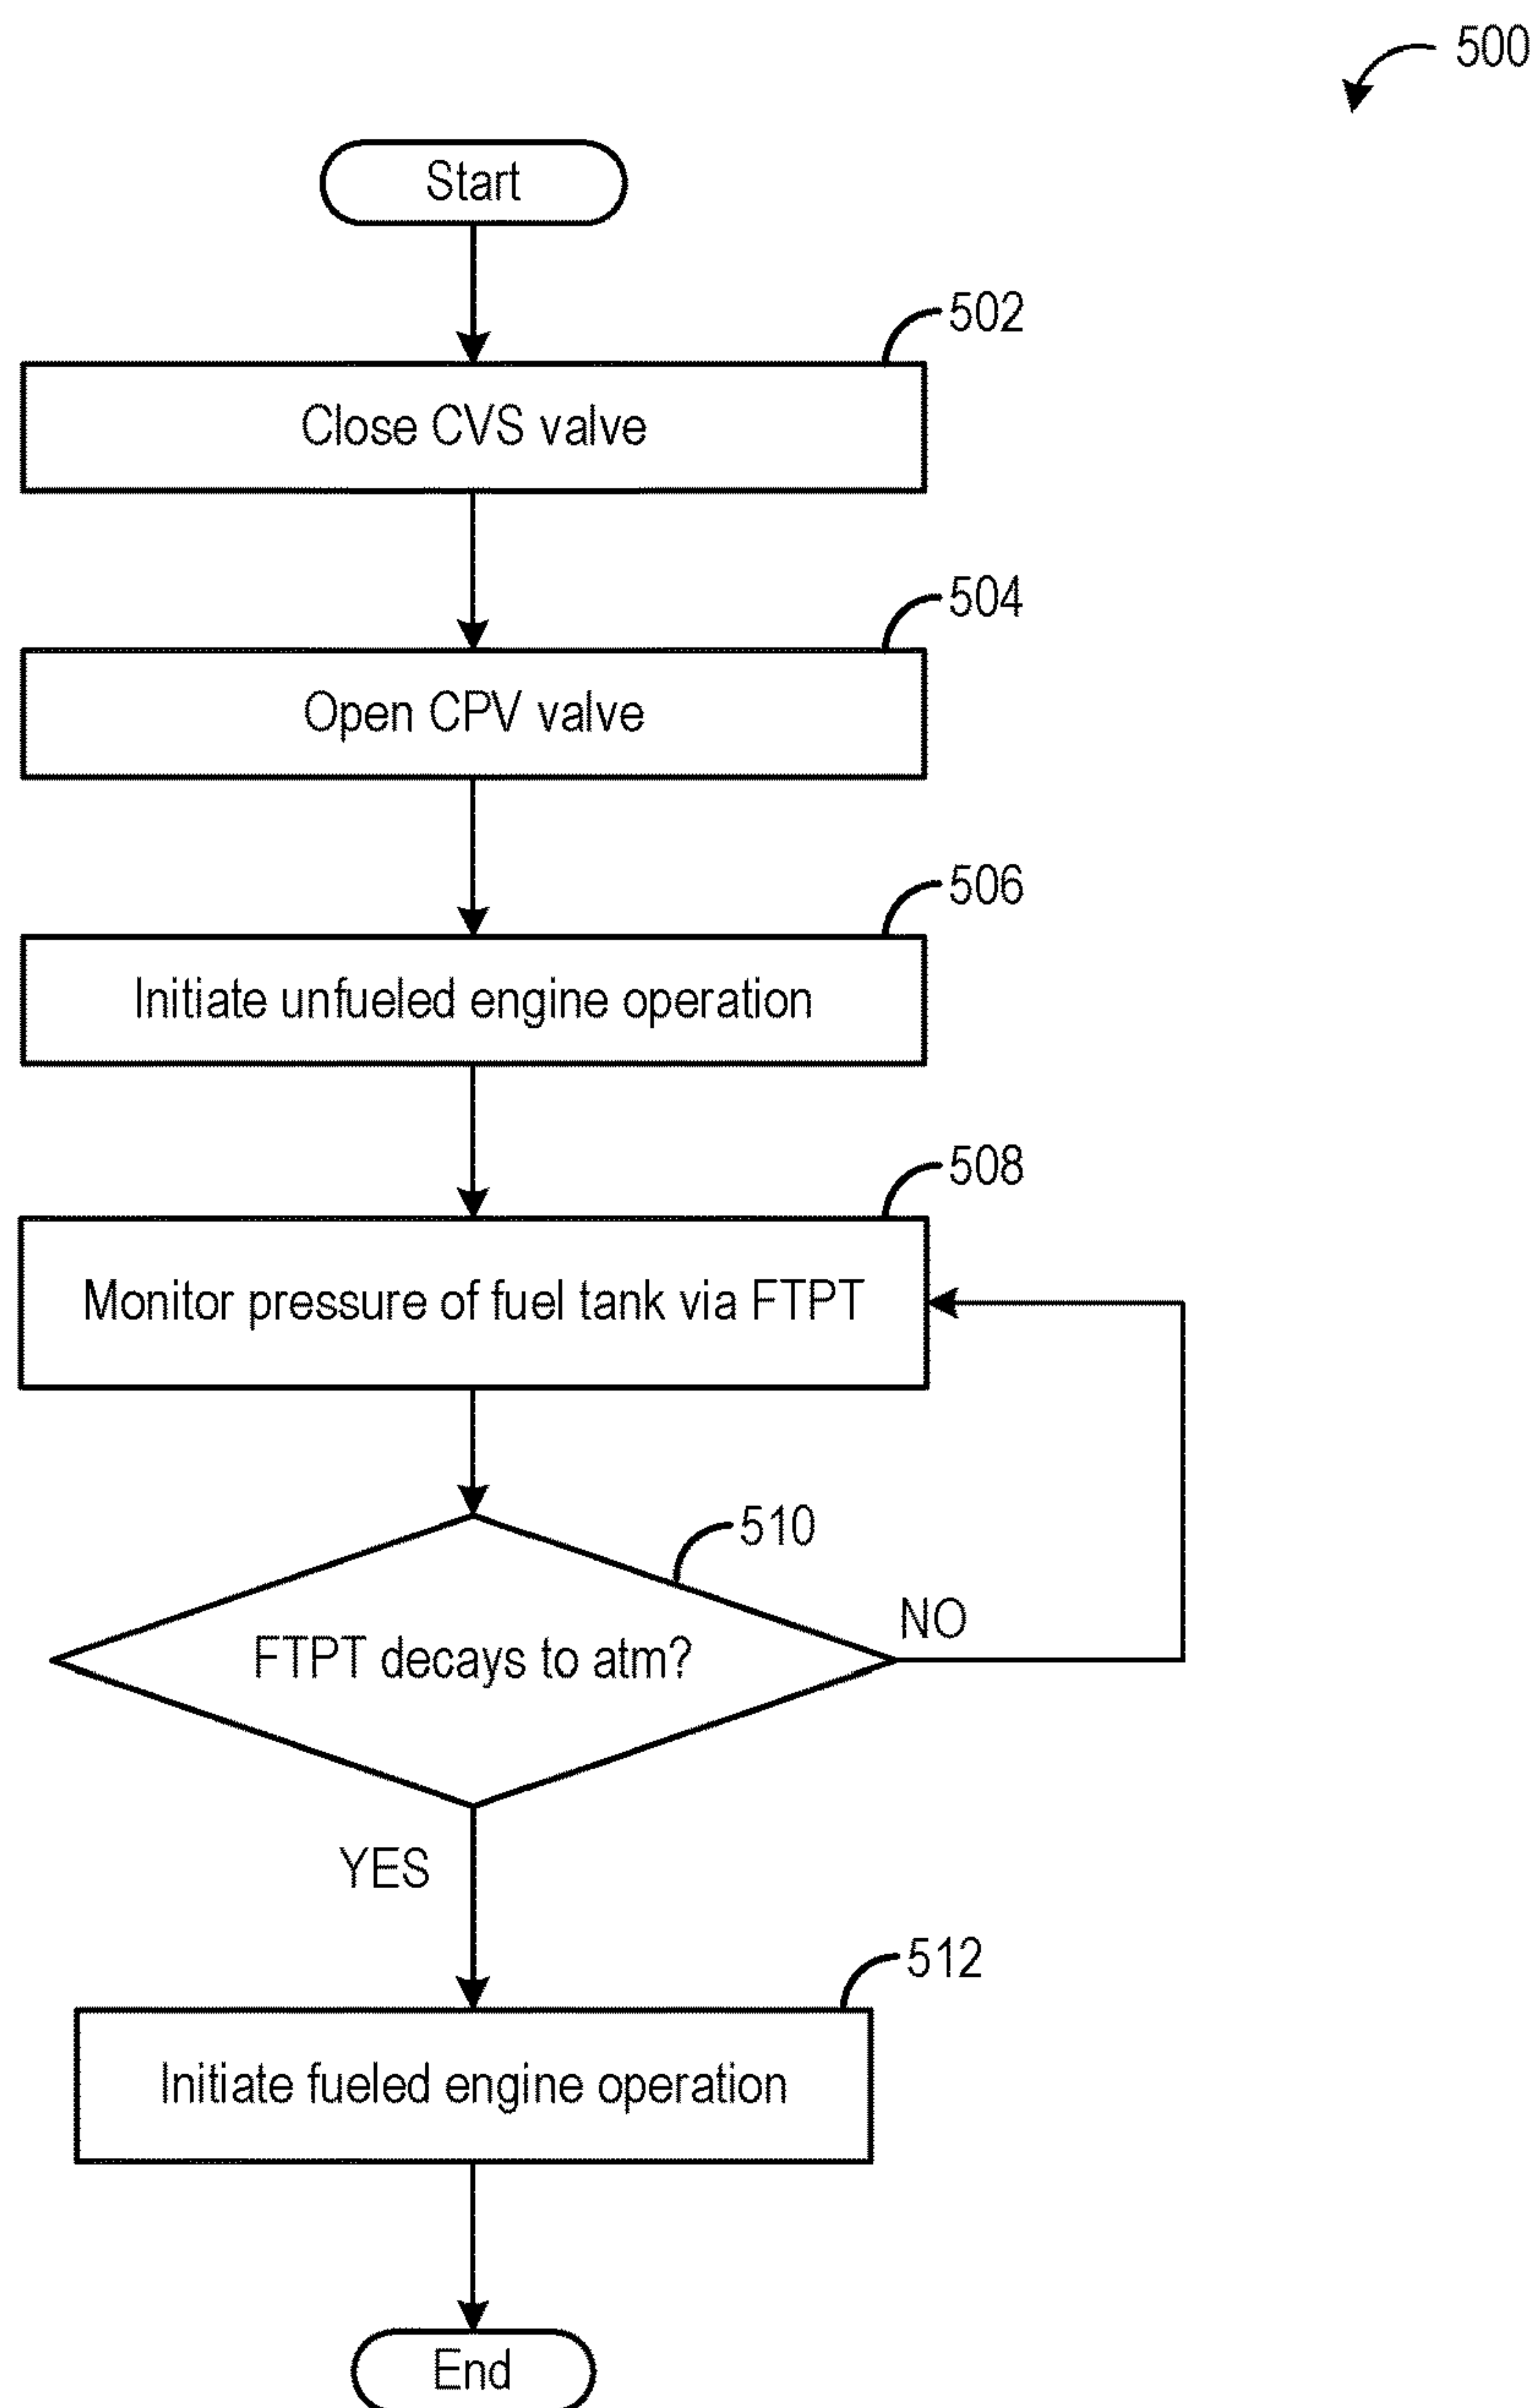 500
Start
502
Close CVS valve
504
Open CPV valve
506
Initiate unfueled engine operation
508
Monitor pressure of fuel tank via FTPT
510
FTPT decays to atm?
NO
YES
512
Initiate fueled engine operation
End